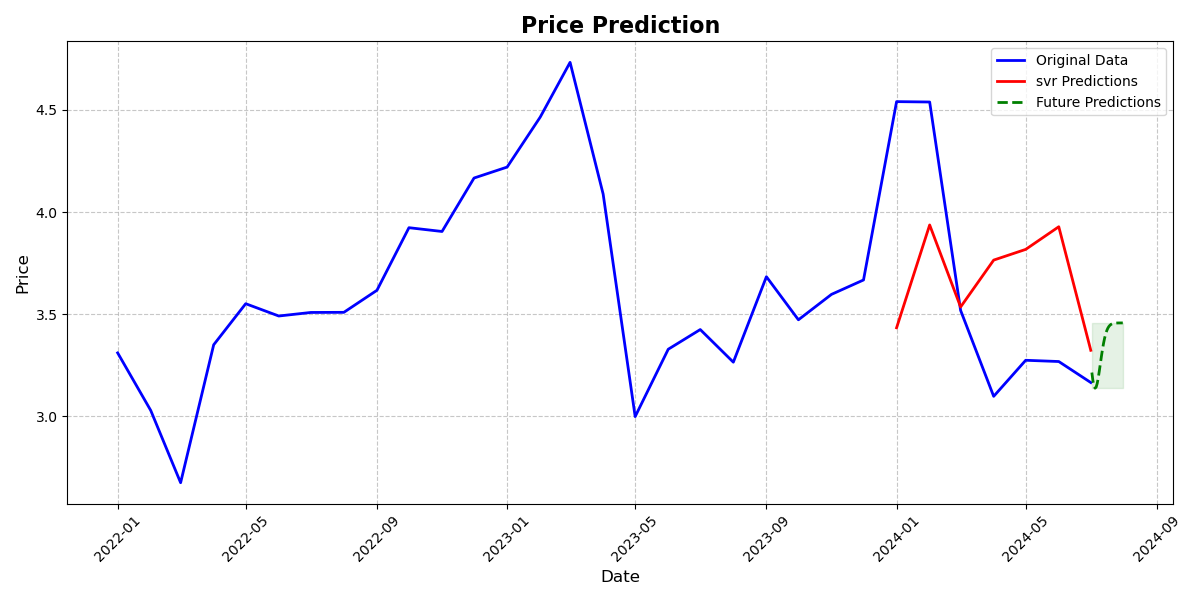 Price Prediction
Original Data
svr Predictions
Future Predictions
4.5
4.0
3.5
3.0
Price
2022-01
2022-05
2022-09
2023-01
2023-05
2023-09
2024-01
2024-05
2024-09
Date